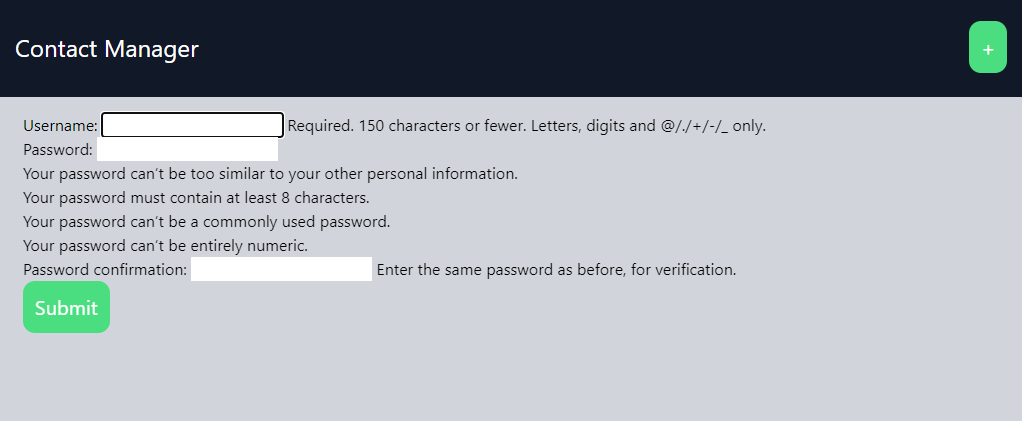 Contact Manager
+
Username: Required. 150 characters or fewer. Letters, digits and @/./+/-/_ only.
Password:
Your password can't be too similar to your other personal information.
Your password must contain at least 8 characters.
Your password can't be a commonly used password.
Your password can't be entirely numeric.
Password confirmation: Enter the same password as before, for verification.
Submit